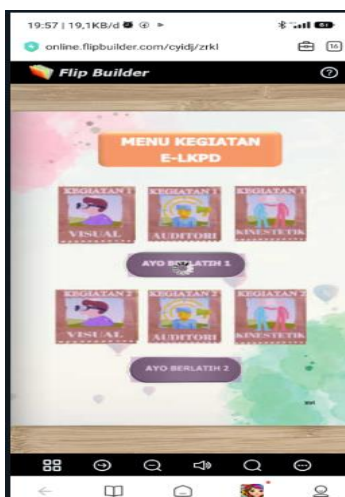 19:57 | 19,1KB/d
online.flipbuilder.com/cyidj/zrkl
16
Flip Builder
MENU KEGIATAN
E-LKPD
KEGIATAN 1 KEGIATAN 1 KEGIATAN 1
VISUAL AUDITORI KINESTETIK
AYO BERLATIH 1
KEGIATAN 2 KEGIATAN 2 KEGIATAN 2
VISUAL AUDITORI KINESTETIK
AYO BERLATIH 2